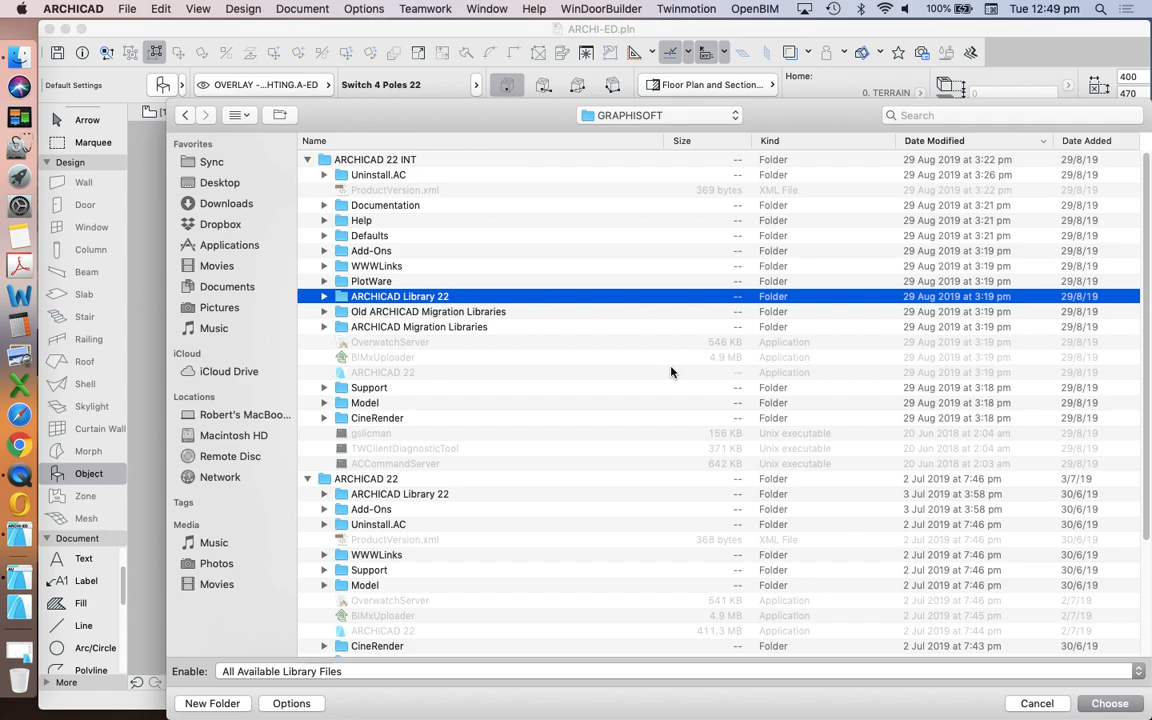 ARCHICAD File Edit View Design Document Options Teamwork Window Help WinDoorBuilder Twinmotion OpenBIM 100% Tue 12:49 pm
ARCHI-ED.pln
Default Settings OVERLAY -...HTING.A-ED Switch 4 Poles 22 Floor Plan and Section... Home: 400
0. TERRAIN 0 470
Arrow
Marquee
Design
Wall
Door
Window
Column
Beam
Slab
Stair
Railing
Roof
Shell
Skylight
Curtain Wall
Morph
Object
Zone
Mesh
Document
Text
A1 Label
Fill
Line
Arc/Circle
Polyline
More
GRAPHISOFT Search
Favorites
Sync
Desktop
Downloads
Dropbox
Applications
Movies
Documents
Pictures
Music
iCloud
iCloud Drive
Locations
Robert's MacBoo...
Macintosh HD
Remote Disc
Network
Tags
Media
Music
Photos
Movies
Name Size Kind Date Modified Date Added
ARCHICAD 22 INT -- Folder 29 Aug 2019 at 3:22 pm 29/8/19
Uninstall.AC -- Folder 29 Aug 2019 at 3:26 pm 29/8/19
ProductVersion.xml 369 bytes XML File 29 Aug 2019 at 3:22 pm 29/8/19
Documentation -- Folder 29 Aug 2019 at 3:21 pm 29/8/19
Help -- Folder 29 Aug 2019 at 3:21 pm 29/8/19
Defaults -- Folder 29 Aug 2019 at 3:21 pm 29/8/19
Add-Ons -- Folder 29 Aug 2019 at 3:19 pm 29/8/19
WWWLinks -- Folder 29 Aug 2019 at 3:19 pm 29/8/19
PlotWare -- Folder 29 Aug 2019 at 3:19 pm 29/8/19
ARCHICAD Library 22 -- Folder 29 Aug 2019 at 3:19 pm 29/8/19
Old ARCHICAD Migration Libraries -- Folder 29 Aug 2019 at 3:19 pm 29/8/19
ARCHICAD Migration Libraries -- Folder 29 Aug 2019 at 3:19 pm 29/8/19
OverwatchServer 546 KB Application 29 Aug 2019 at 3:19 pm 29/8/19
BIMxUploader 4.9 MB Application 29 Aug 2019 at 3:19 pm 29/8/19
ARCHICAD 22 -- Application 29 Aug 2019 at 3:19 pm 29/8/19
Support -- Folder 29 Aug 2019 at 3:18 pm 29/8/19
Model -- Folder 29 Aug 2019 at 3:18 pm 29/8/19
CineRender -- Folder 29 Aug 2019 at 3:18 pm 29/8/19
gslicman 156 KB Unix executable 20 Jun 2018 at 2:04 am 29/8/19
TWClientDiagnosticTool 371 KB Unix executable 20 Jun 2018 at 2:04 am 29/8/19
ACCommandServer 642 KB Unix executable 20 Jun 2018 at 2:03 am 29/8/19
ARCHICAD 22 -- Folder 2 Jul 2019 at 7:46 pm 3/7/19
ARCHICAD Library 22 -- Folder 3 Jul 2019 at 3:58 pm 30/6/19
Add-Ons -- Folder 3 Jul 2019 at 3:58 pm 30/6/19
Uninstall.AC -- Folder 2 Jul 2019 at 7:46 pm 30/6/19
ProductVersion.xml 368 bytes XML File 2 Jul 2019 at 7:46 pm 30/6/19
WWWLinks -- Folder 2 Jul 2019 at 7:46 pm 30/6/19
Support -- Folder 2 Jul 2019 at 7:46 pm 30/6/19
Model -- Folder 2 Jul 2019 at 7:46 pm 30/6/19
OverwatchServer 541 KB Application 2 Jul 2019 at 7:46 pm 2/7/19
BIMxUploader 4.9 MB Application 2 Jul 2019 at 7:45 pm 2/7/19
ARCHICAD 22 411.3 MB Application 2 Jul 2019 at 7:44 pm 2/7/19
CineRender -- Folder 2 Jul 2019 at 7:43 pm 30/6/19
Enable: All Available Library Files
New Folder Options Cancel Choose